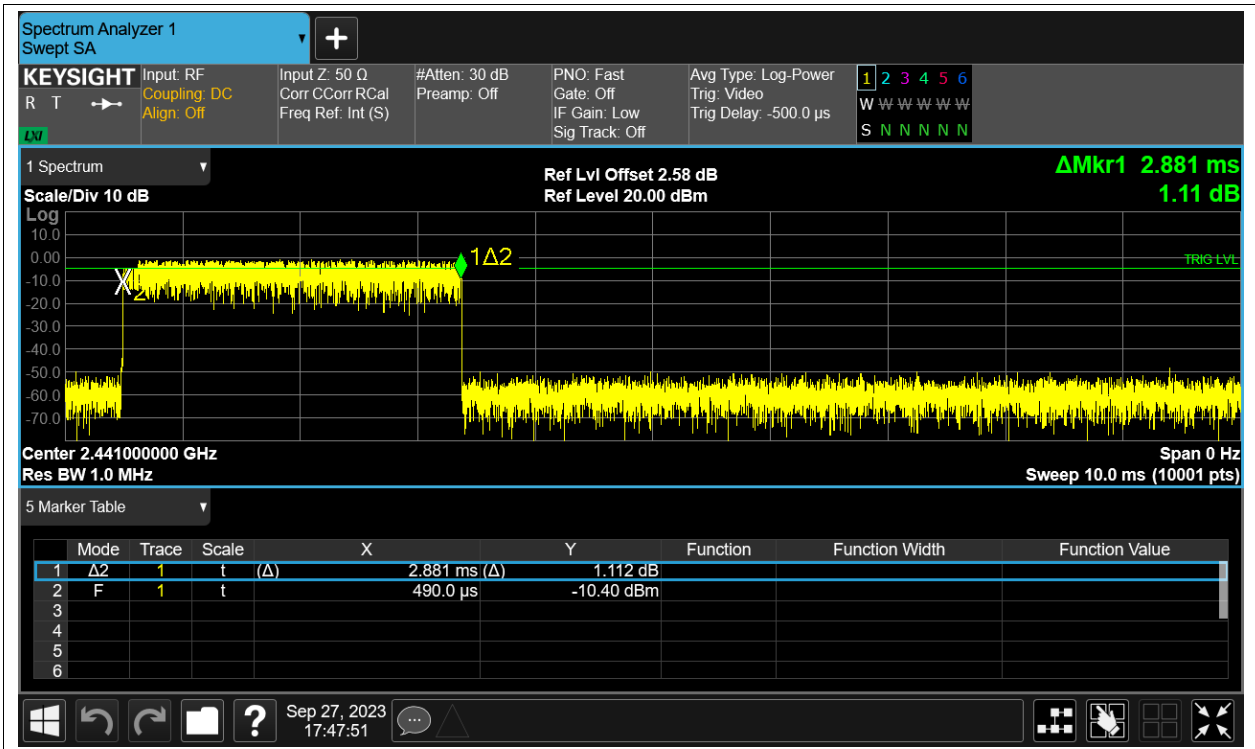 Spectrum Analyzer 1
Swept SA
KEYSIGHT
R T
LXI
Input: RF
Coupling: DC
Align: Off
Input Z: 50 Ω
Corr CCorr RCal
Freq Ref: Int (S)
#Atten: 30 dB
Preamp: Off
PNO: Fast
Gate: Off
IF Gain: Low
Sig Track: Off
Avg Type: Log-Power
Trig: Video
Trig Delay: -500.0 µs
1 2 3 4 5 6
W W W W W W
S N N N N N
1 Spectrum
Scale/Div 10 dB
Ref Lvl Offset 2.58 dB
Ref Level 20.00 dBm
ΔMkr1 2.881 ms
1.11 dB
Log
10.0
0.00
-10.0
-20.0
-30.0
-40.0
-50.0
-60.0
-70.0
1Δ2
2
TRIG LVL
Center 2.441000000 GHz
Span 0 Hz
Res BW 1.0 MHz
Sweep 10.0 ms (10001 pts)
5 Marker Table
Mode Trace Scale X Y Function Function Width Function Value
1 Δ2 1 t (Δ) 2.881 ms (Δ) 1.112 dB
2 F 1 t 490.0 µs -10.40 dBm
3
4
5
6
?
Sep 27, 2023
17:47:51